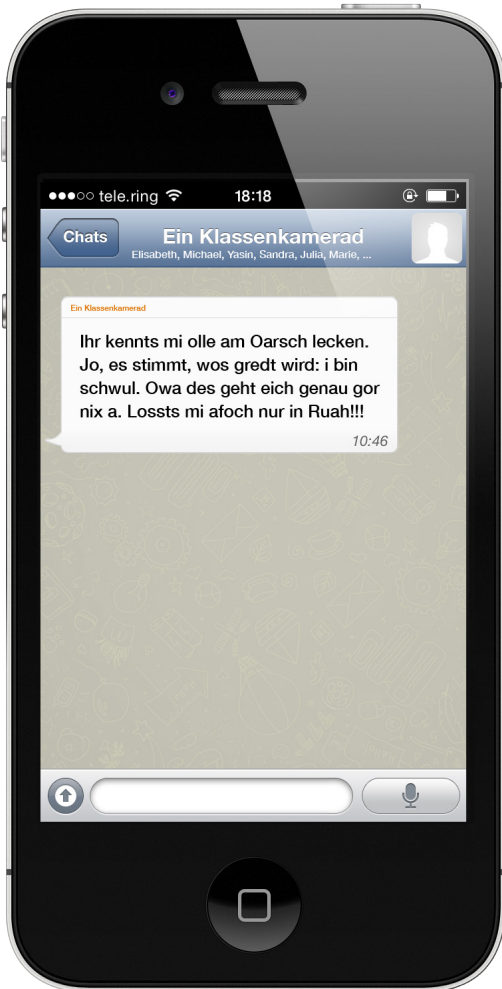 tele.ring 18:18
Chats
Ein Klassenkamerad
Elisabeth, Michael, Yasin, Sandra, Julia, Marie, ...
Ein Klassenkamerad
Ihr kennts mi olle am Oarsch lecken.
Jo, es stimmt, wos gredt wird: i bin
schwul. Owa des geht eich genau gor
nix a. Lossts mi afoch nur in Ruah!!!
10:46